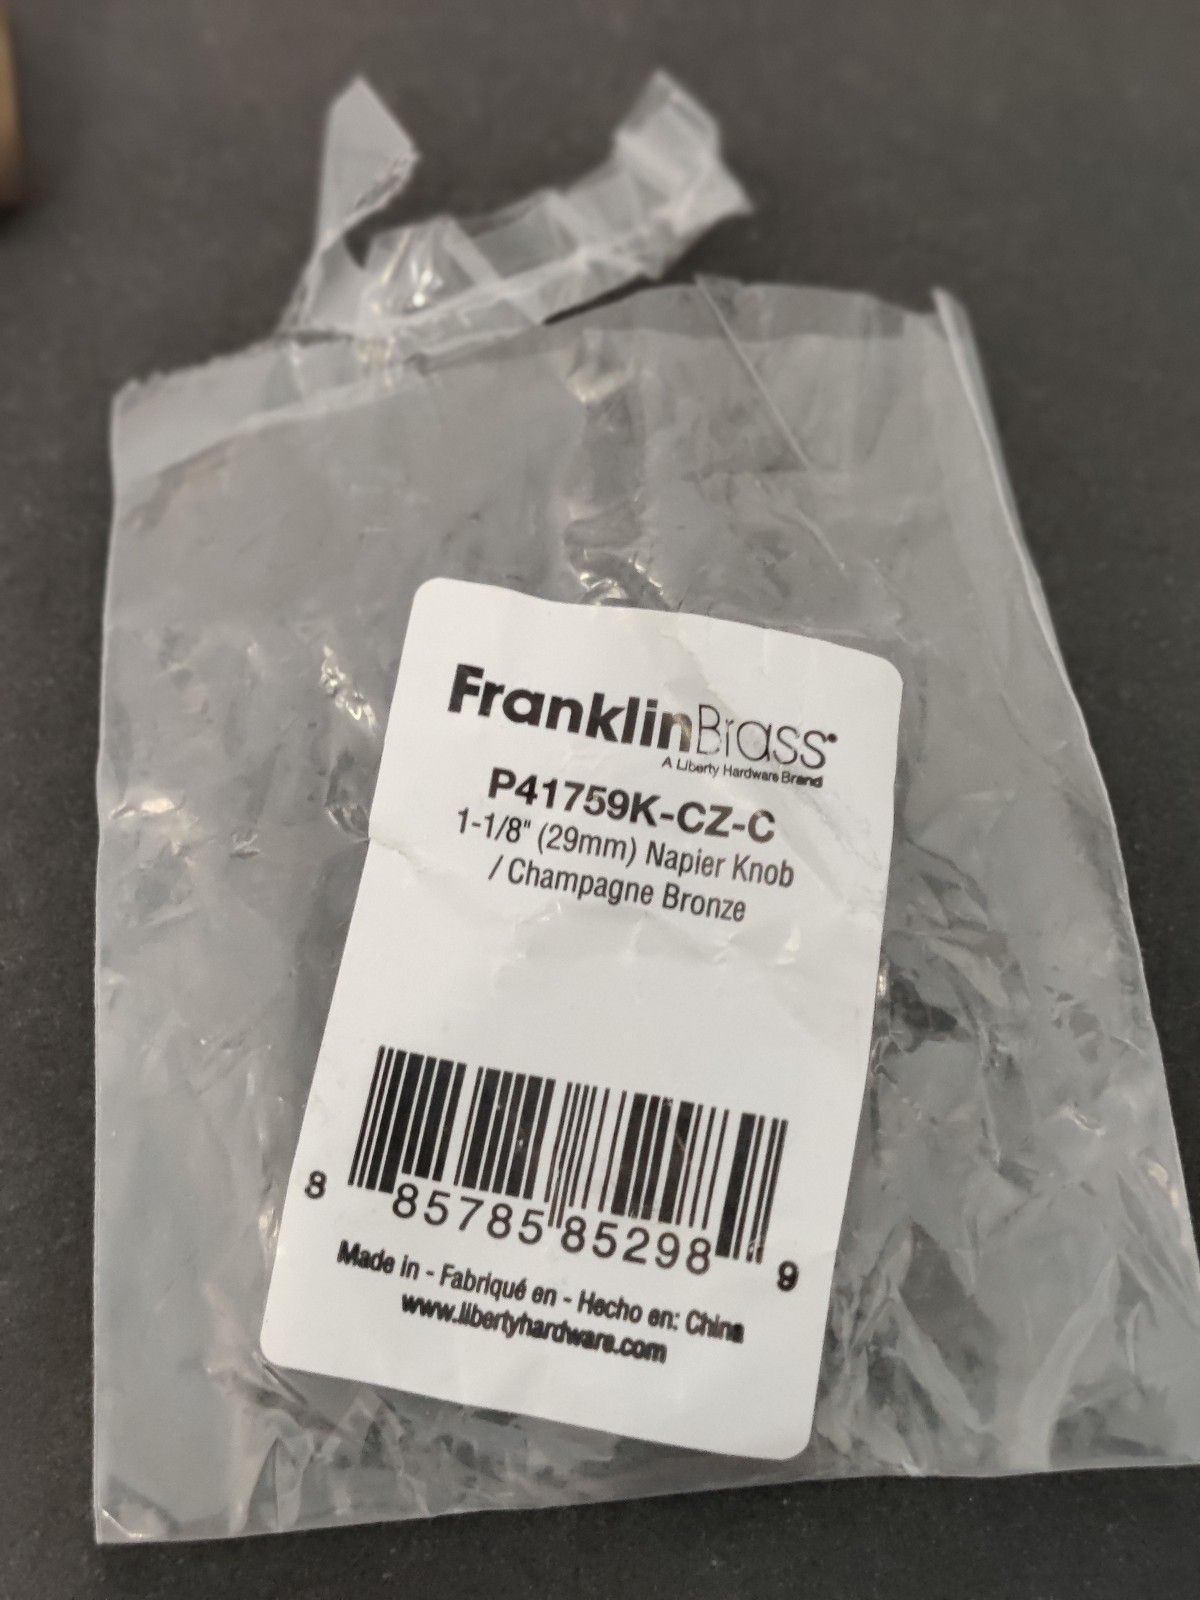 FranklinBrass®
A Liberty Hardware Brand
P41759K-CZ-C
1-1/8" (29mm) Napier Knob
/ Champagne Bronze
8 85785 85298 9
Made in - Fabriqué en - Hecho en: China
www.libertyhardware.com